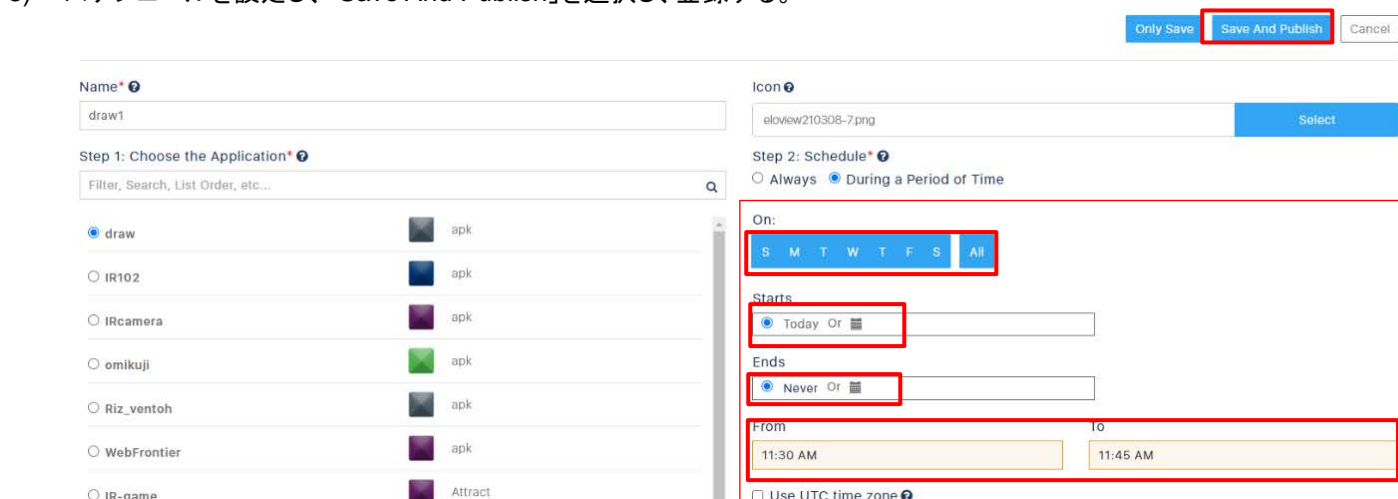 スケジュールを設定し、「Save And Publish」を選択し、登録する。
Only Save Save And Publish Cancel
Name*
draw1
Icon
eloview210308-7.png Select
Step 1: Choose the Application*
Filter, Search, List Order, etc...
draw apk
IR102 apk
IRcamera apk
omikuji apk
Riz_ventoh apk
WebFrontier apk
IR-game Attract
Step 2: Schedule*
Always During a Period of Time
On:
S M T W T F S All
Starts
Today Or
Ends
Never Or
From To
11:30 AM 11:45 AM
Use UTC time zone